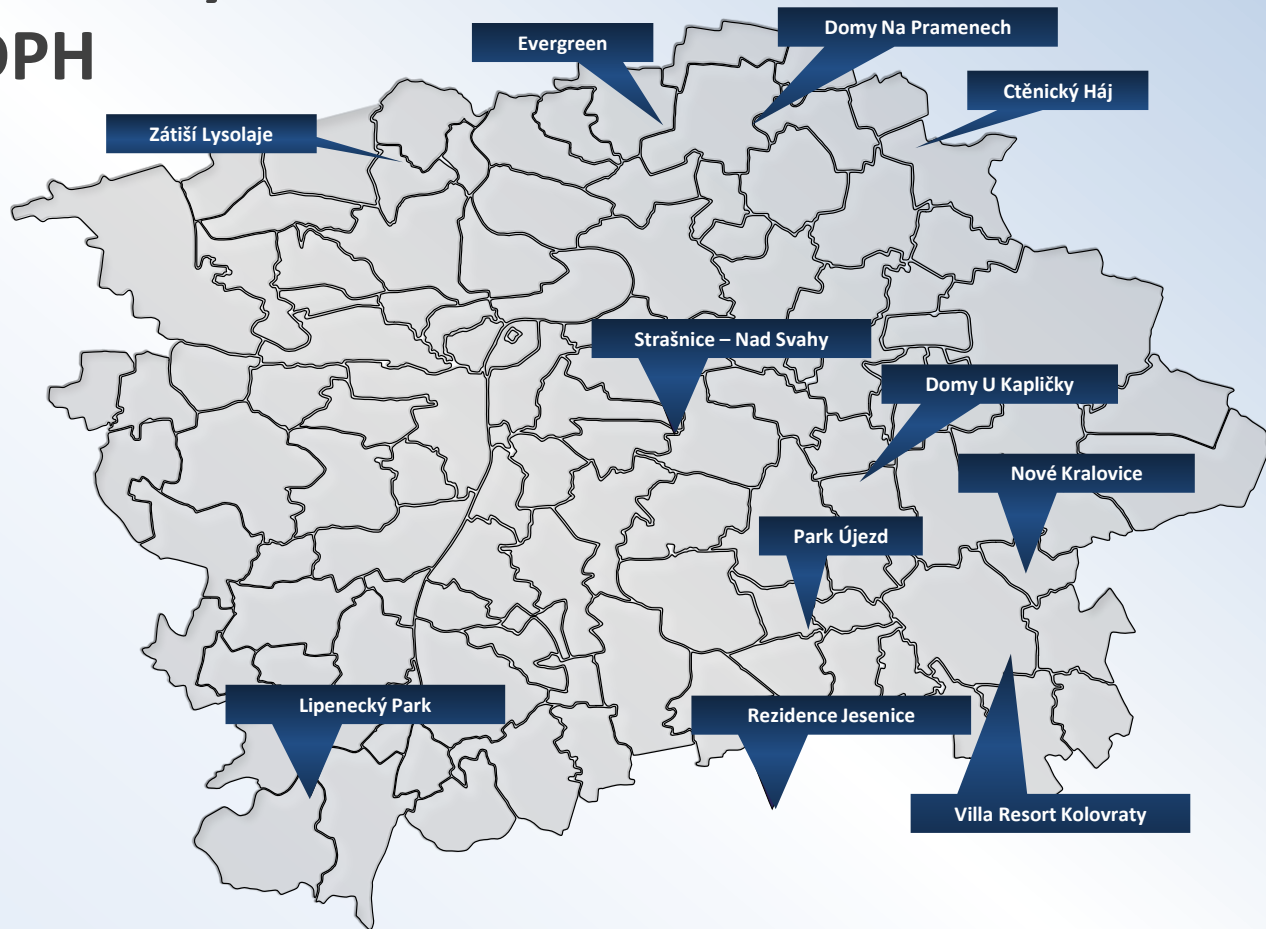 DPH
Evergreen
Domy Na Pramenech
Ctěnický Háj
Zátiší Lysolaje
Strašnice – Nad Svahy
Domy U Kapličky
Nové Kralovice
Park Újezd
Lipenecký Park
Rezidence Jesenice
Villa Resort Kolovraty